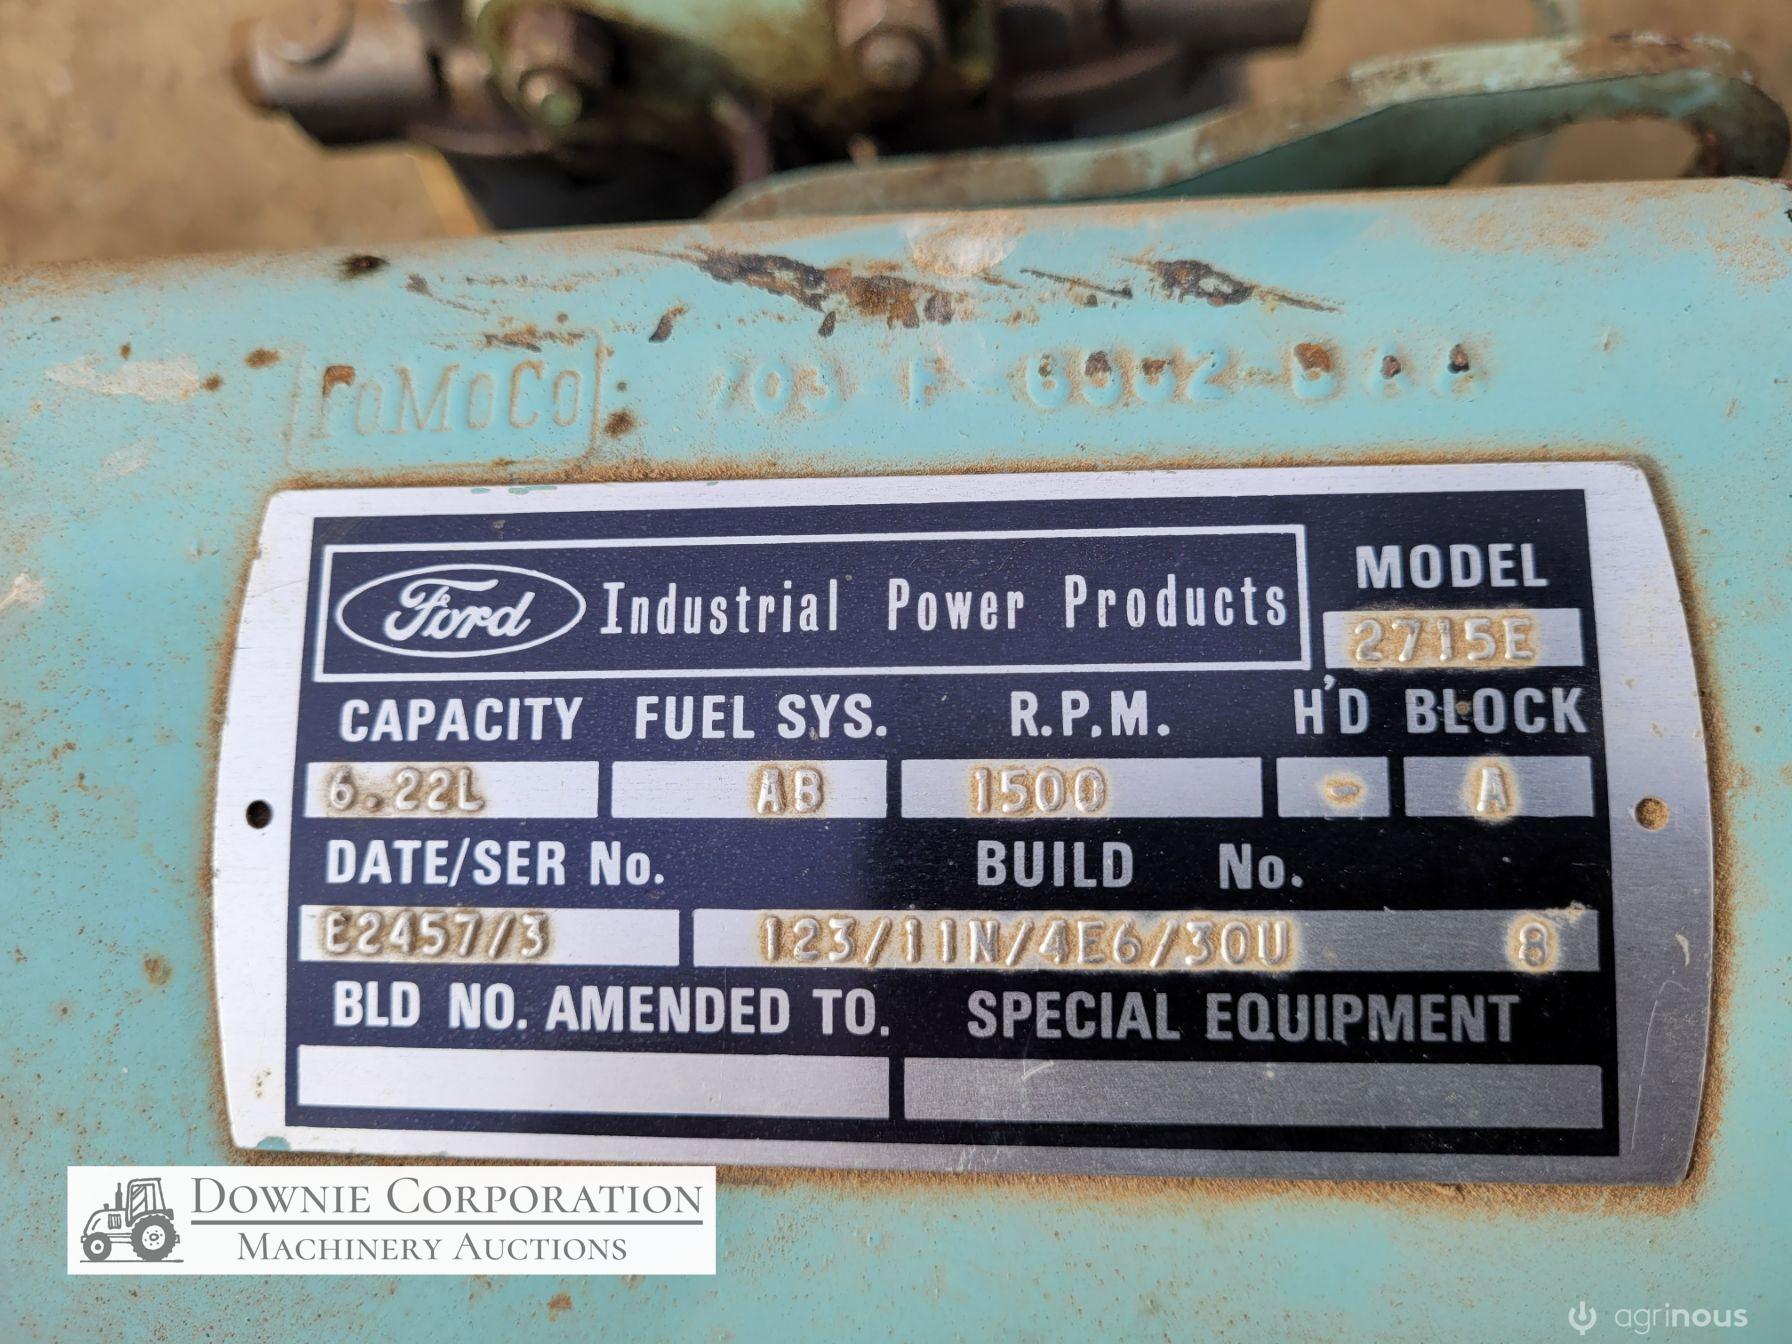 FoMoCo
Ford Industrial Power Products
MODEL
2715E
CAPACITY FUEL SYS. R.P.M. H'D BLOCK
6.22L AB 1500 - A
DATE/SER No. BUILD No.
E2457/3 123/11N/4E6/30U 8
BLD NO. AMENDED TO. SPECIAL EQUIPMENT
DOWNIE CORPORATION
MACHINERY AUCTIONS
agrinous